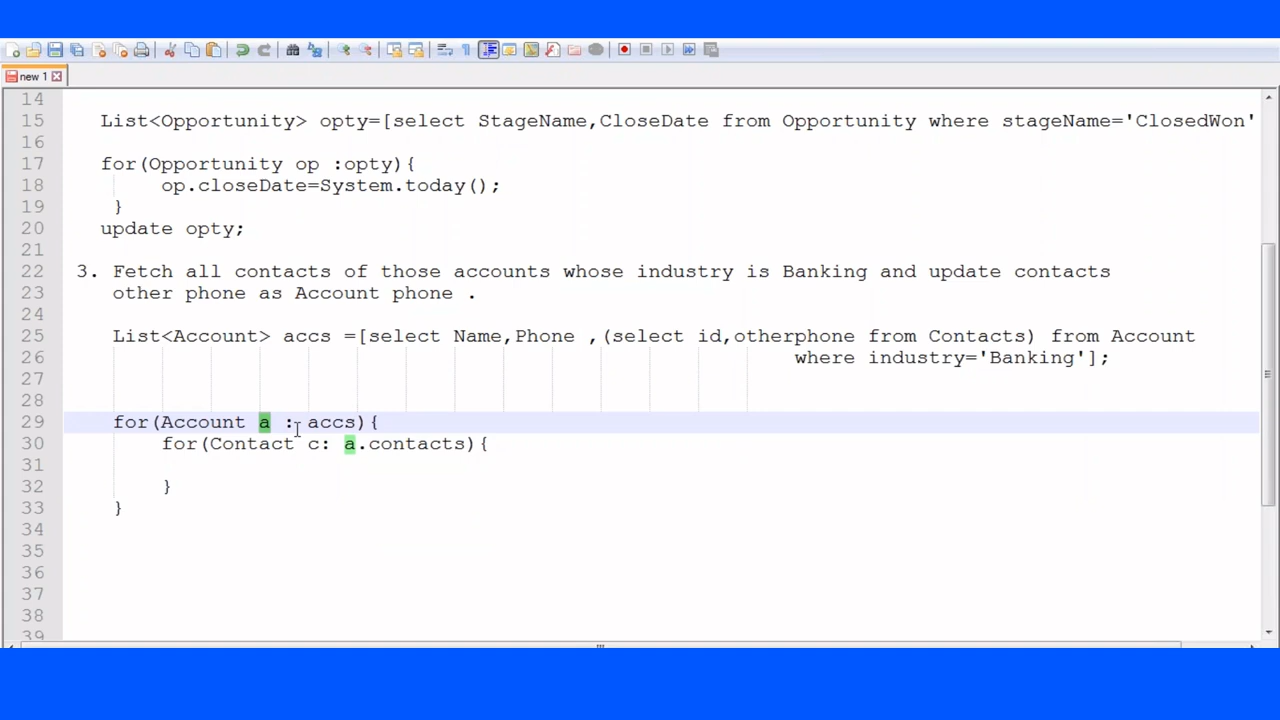 new 1
14
15 List<Opportunity> opty=[select StageName,CloseDate from Opportunity where stageName='ClosedWon'
16
17 for(Opportunity op :opty){
18 op.closeDate=System.today();
19 }
20 update opty;
21
22 3. Fetch all contacts of those accounts whose industry is Banking and update contacts
23 other phone as Account phone .
24
25 List<Account> accs =[select Name,Phone ,(select id,otherphone from Contacts) from Account
26 where industry='Banking'];
27
28
29 for(Account a : accs){
30 for(Contact c: a.contacts){
31
32 }
33 }
34
35
36
37
38
39